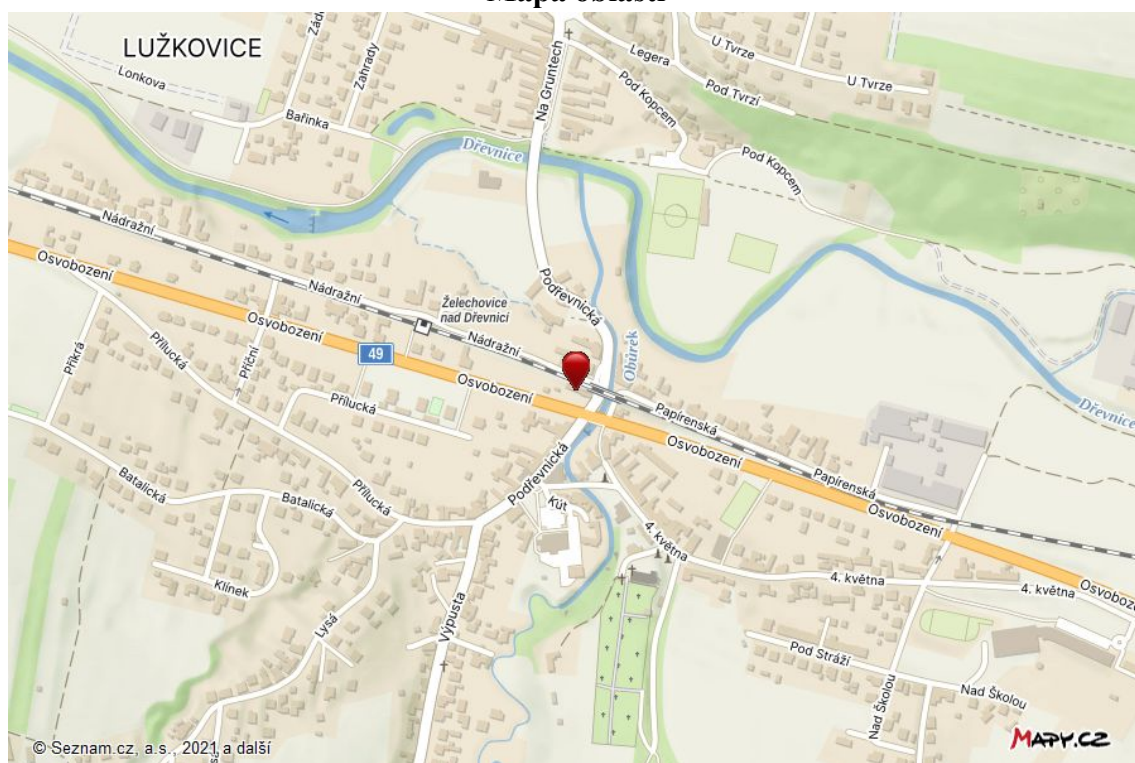 Mapa oblasti
LUŽKOVICE
Lonkova
Zahrady
Bařinka
Na Gruntech
Legera
U Tvrze
U Tvrze
Pod Tvrzí
Pod Kopcem
Pod Kopcem
Dřevnice
Nádražní
Osvobození
Nádražní
Želechovice
nad Dřevnicí
Nádražní
Podřevnická
Obůrek
Osvobození
49
Osvobození
Příkrá
Přílucká
Příční
Přílucká
Papírenská
Dřevnice
Osvobození
Papírenská
Osvobození
Batalická
Batalická
Přílucká
Podřevnická
Kút
4. května
4. května
4. května
Osvobození
Klínek
Lysá
Výpusta
Pod Stráží
Nad Školou
Nad Školou
© Seznam.cz, a.s., 2021 a další
MAPY.CZ